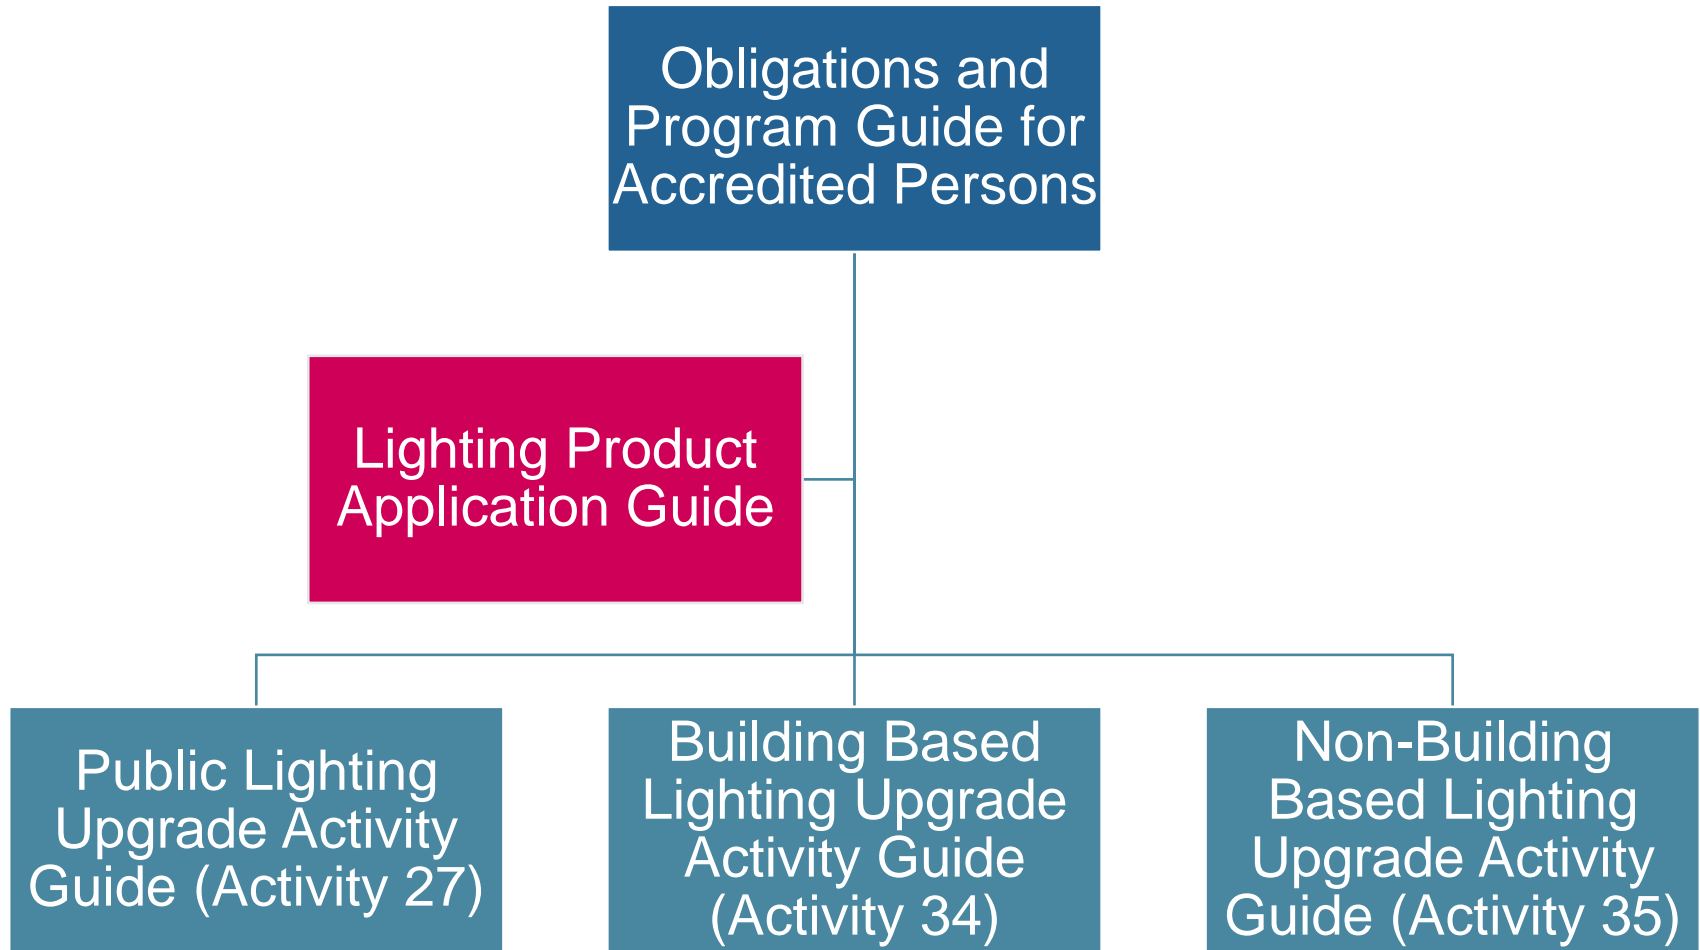 Obligations and
Program Guide for
Accredited Persons
Lighting Product
Application Guide
Public Lighting
Upgrade Activity
Guide (Activity 27)
Building Based
Lighting Upgrade
Activity Guide
(Activity 34)
Non-Building
Based Lighting
Upgrade Activity
Guide (Activity 35)